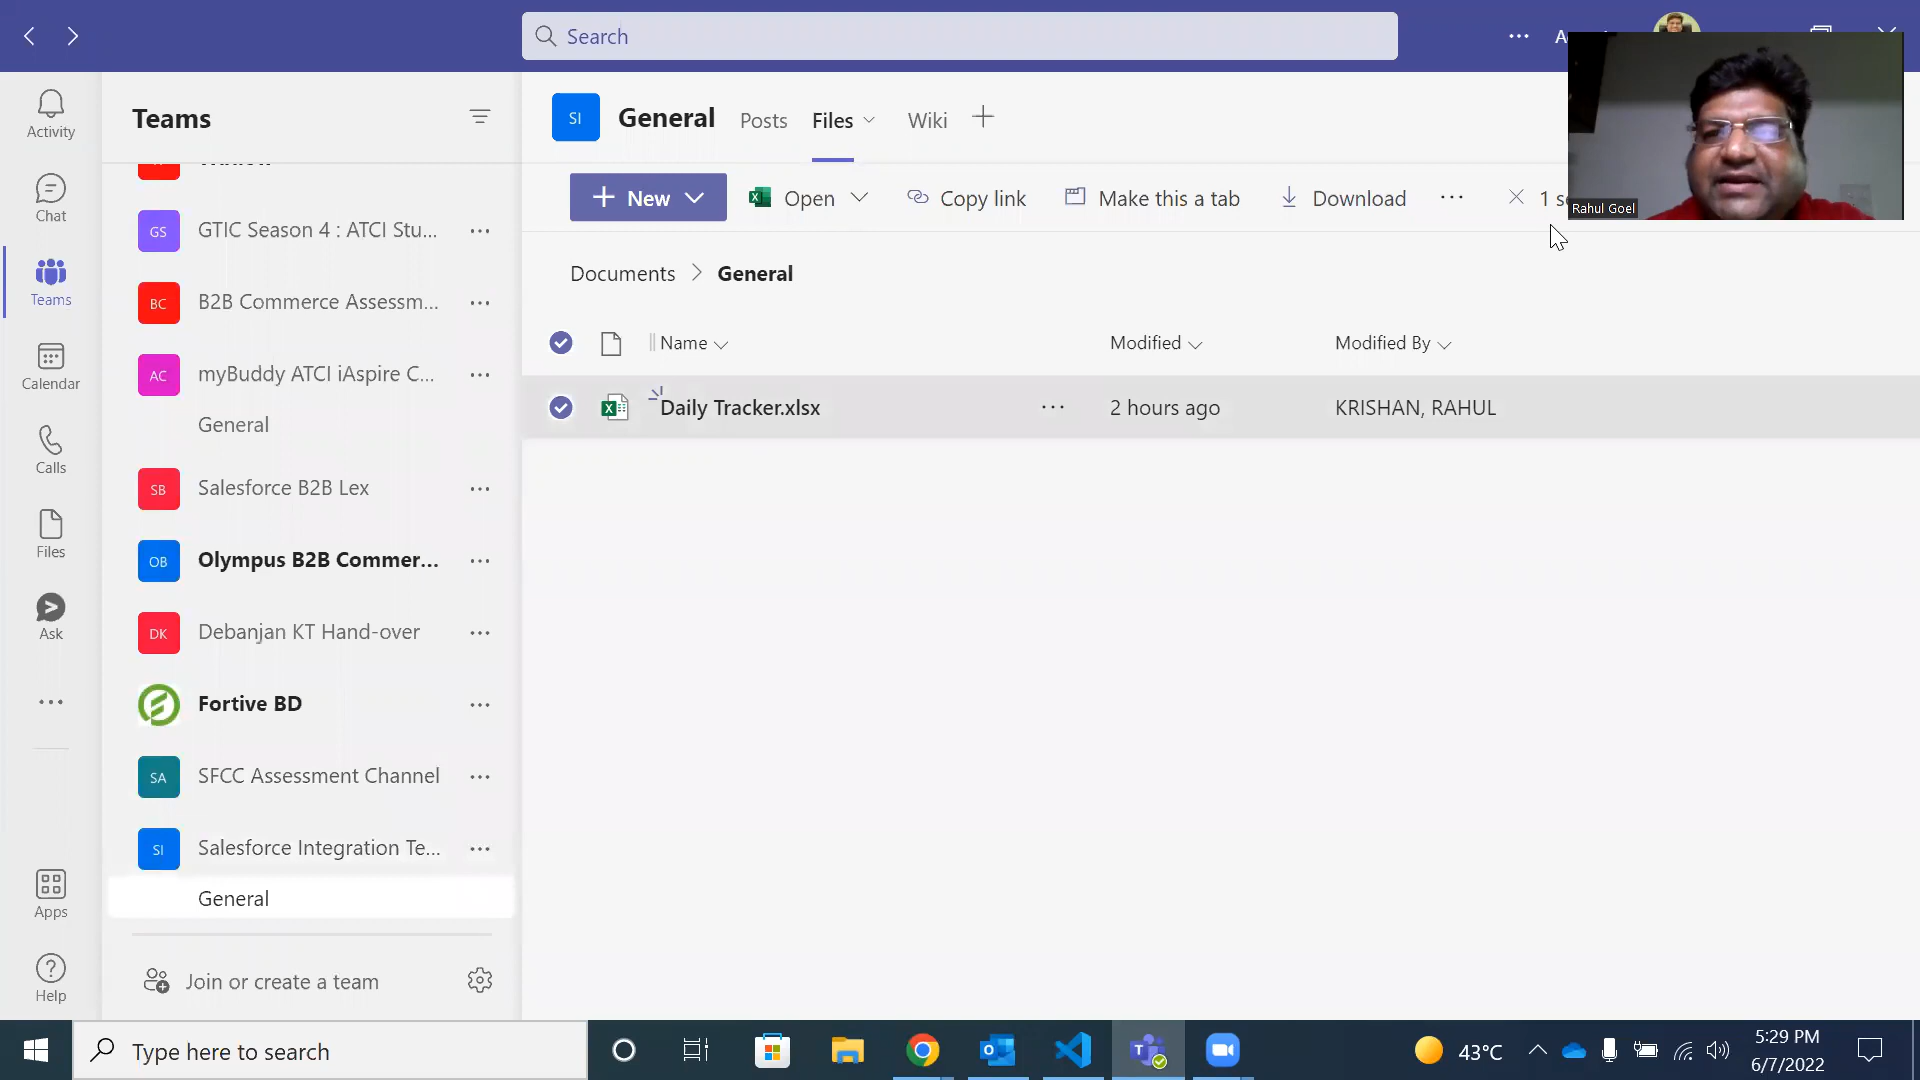 Search
Activity
Chat
Teams
Calendar
Calls
Files
Ask
Apps
Help
Teams
GS GTIC Season 4 : ATCI Stu...
BC B2B Commerce Assessm...
AC myBuddy ATCI iAspire C...
General
SB Salesforce B2B Lex
OB Olympus B2B Commer...
DK Debanjan KT Hand-over
Fortive BD
SA SFCC Assessment Channel
SI Salesforce Integration Te...
General
Join or create a team
SI General Posts Files Wiki
New Open Copy link Make this a tab Download 1
Rahul Goel
Documents > General
Name Modified Modified By
Daily Tracker.xlsx 2 hours ago KRISHAN, RAHUL
Type here to search
43°C
5:29 PM
6/7/2022